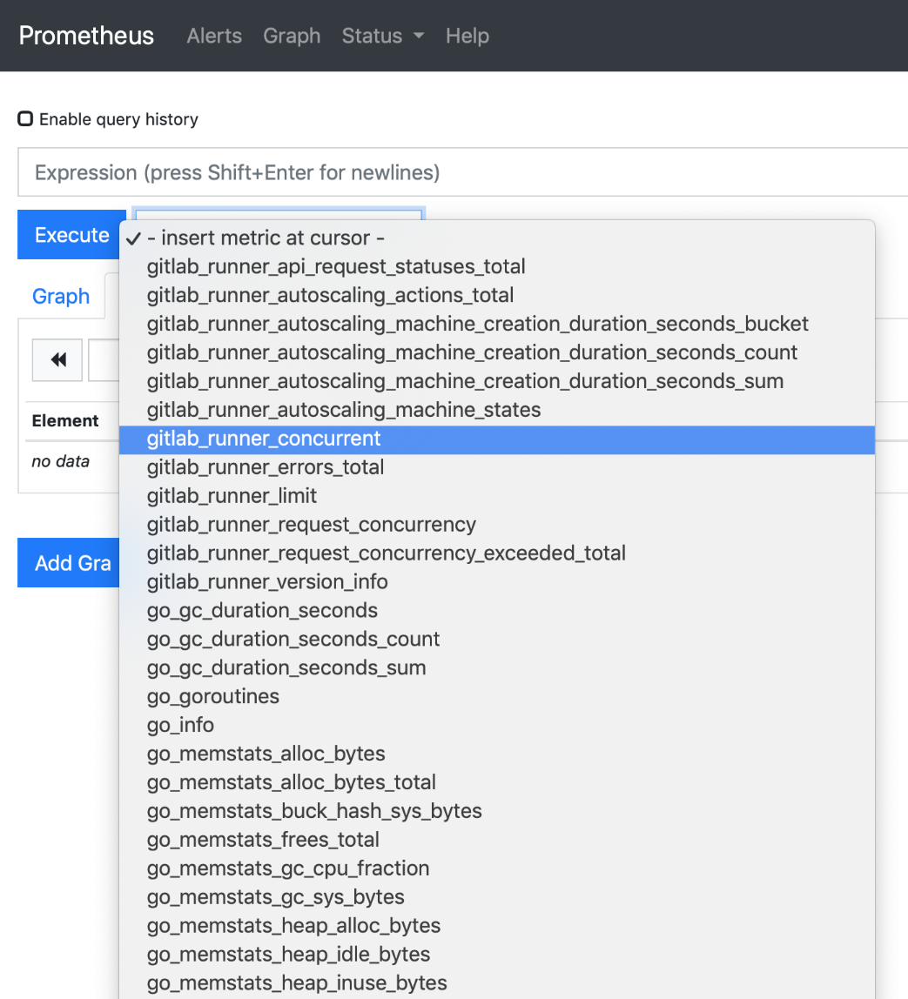 Prometheus Alerts Graph Status Help
Enable query history
Expression (press Shift+Enter for newlines)
Execute
- insert metric at cursor -
gitlab_runner_api_request_statuses_total
gitlab_runner_autoscaling_actions_total
Graph
gitlab_runner_autoscaling_machine_creation_duration_seconds_bucket
gitlab_runner_autoscaling_machine_creation_duration_seconds_count
gitlab_runner_autoscaling_machine_creation_duration_seconds_sum
gitlab_runner_autoscaling_machine_states
Element
gitlab_runner_concurrent
no data
gitlab_runner_errors_total
gitlab_runner_limit
gitlab_runner_request_concurrency
gitlab_runner_request_concurrency_exceeded_total
Add Gra
gitlab_runner_version_info
go_gc_duration_seconds
go_gc_duration_seconds_count
go_gc_duration_seconds_sum
go_goroutines
go_info
go_memstats_alloc_bytes
go_memstats_alloc_bytes_total
go_memstats_buck_hash_sys_bytes
go_memstats_frees_total
go_memstats_gc_cpu_fraction
go_memstats_gc_sys_bytes
go_memstats_heap_alloc_bytes
go_memstats_heap_idle_bytes
go_memstats_heap_inuse_bytes